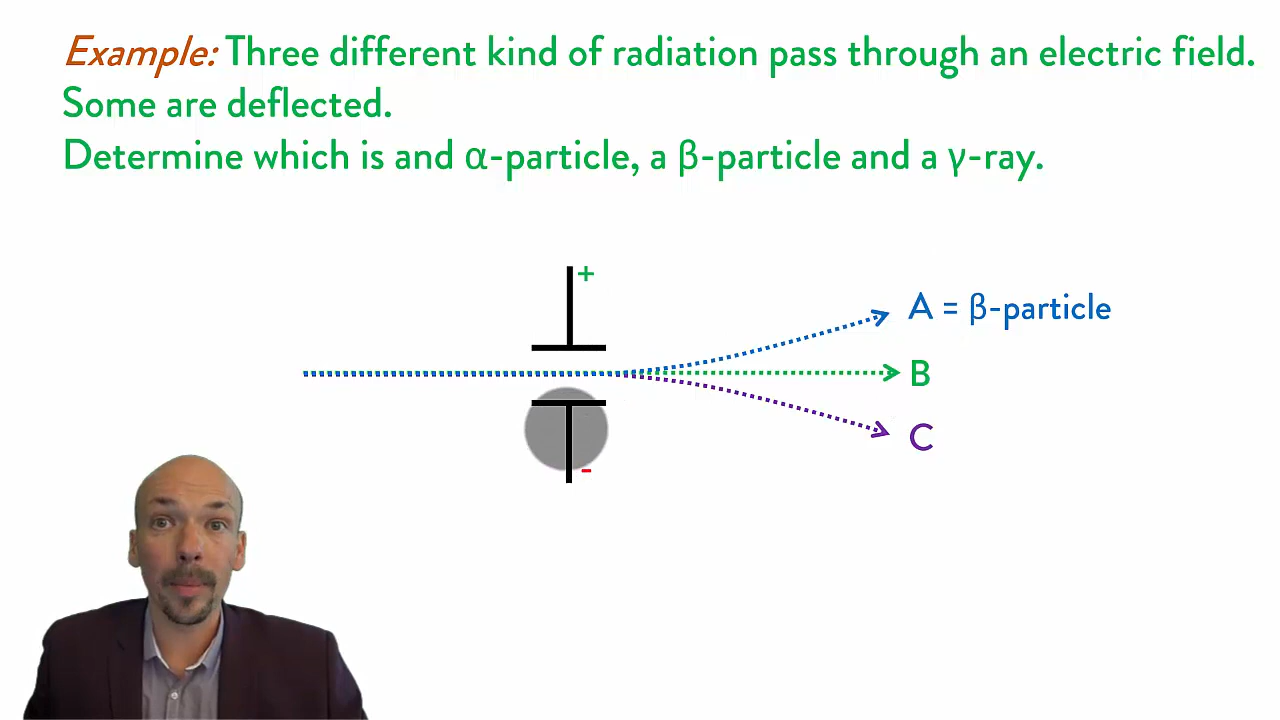 Example: Three different kind of radiation pass through an electric field.
Some are deflected.
Determine which is and α-particle, a β-particle and a γ-ray.
+
A = β-particle
B
C
-